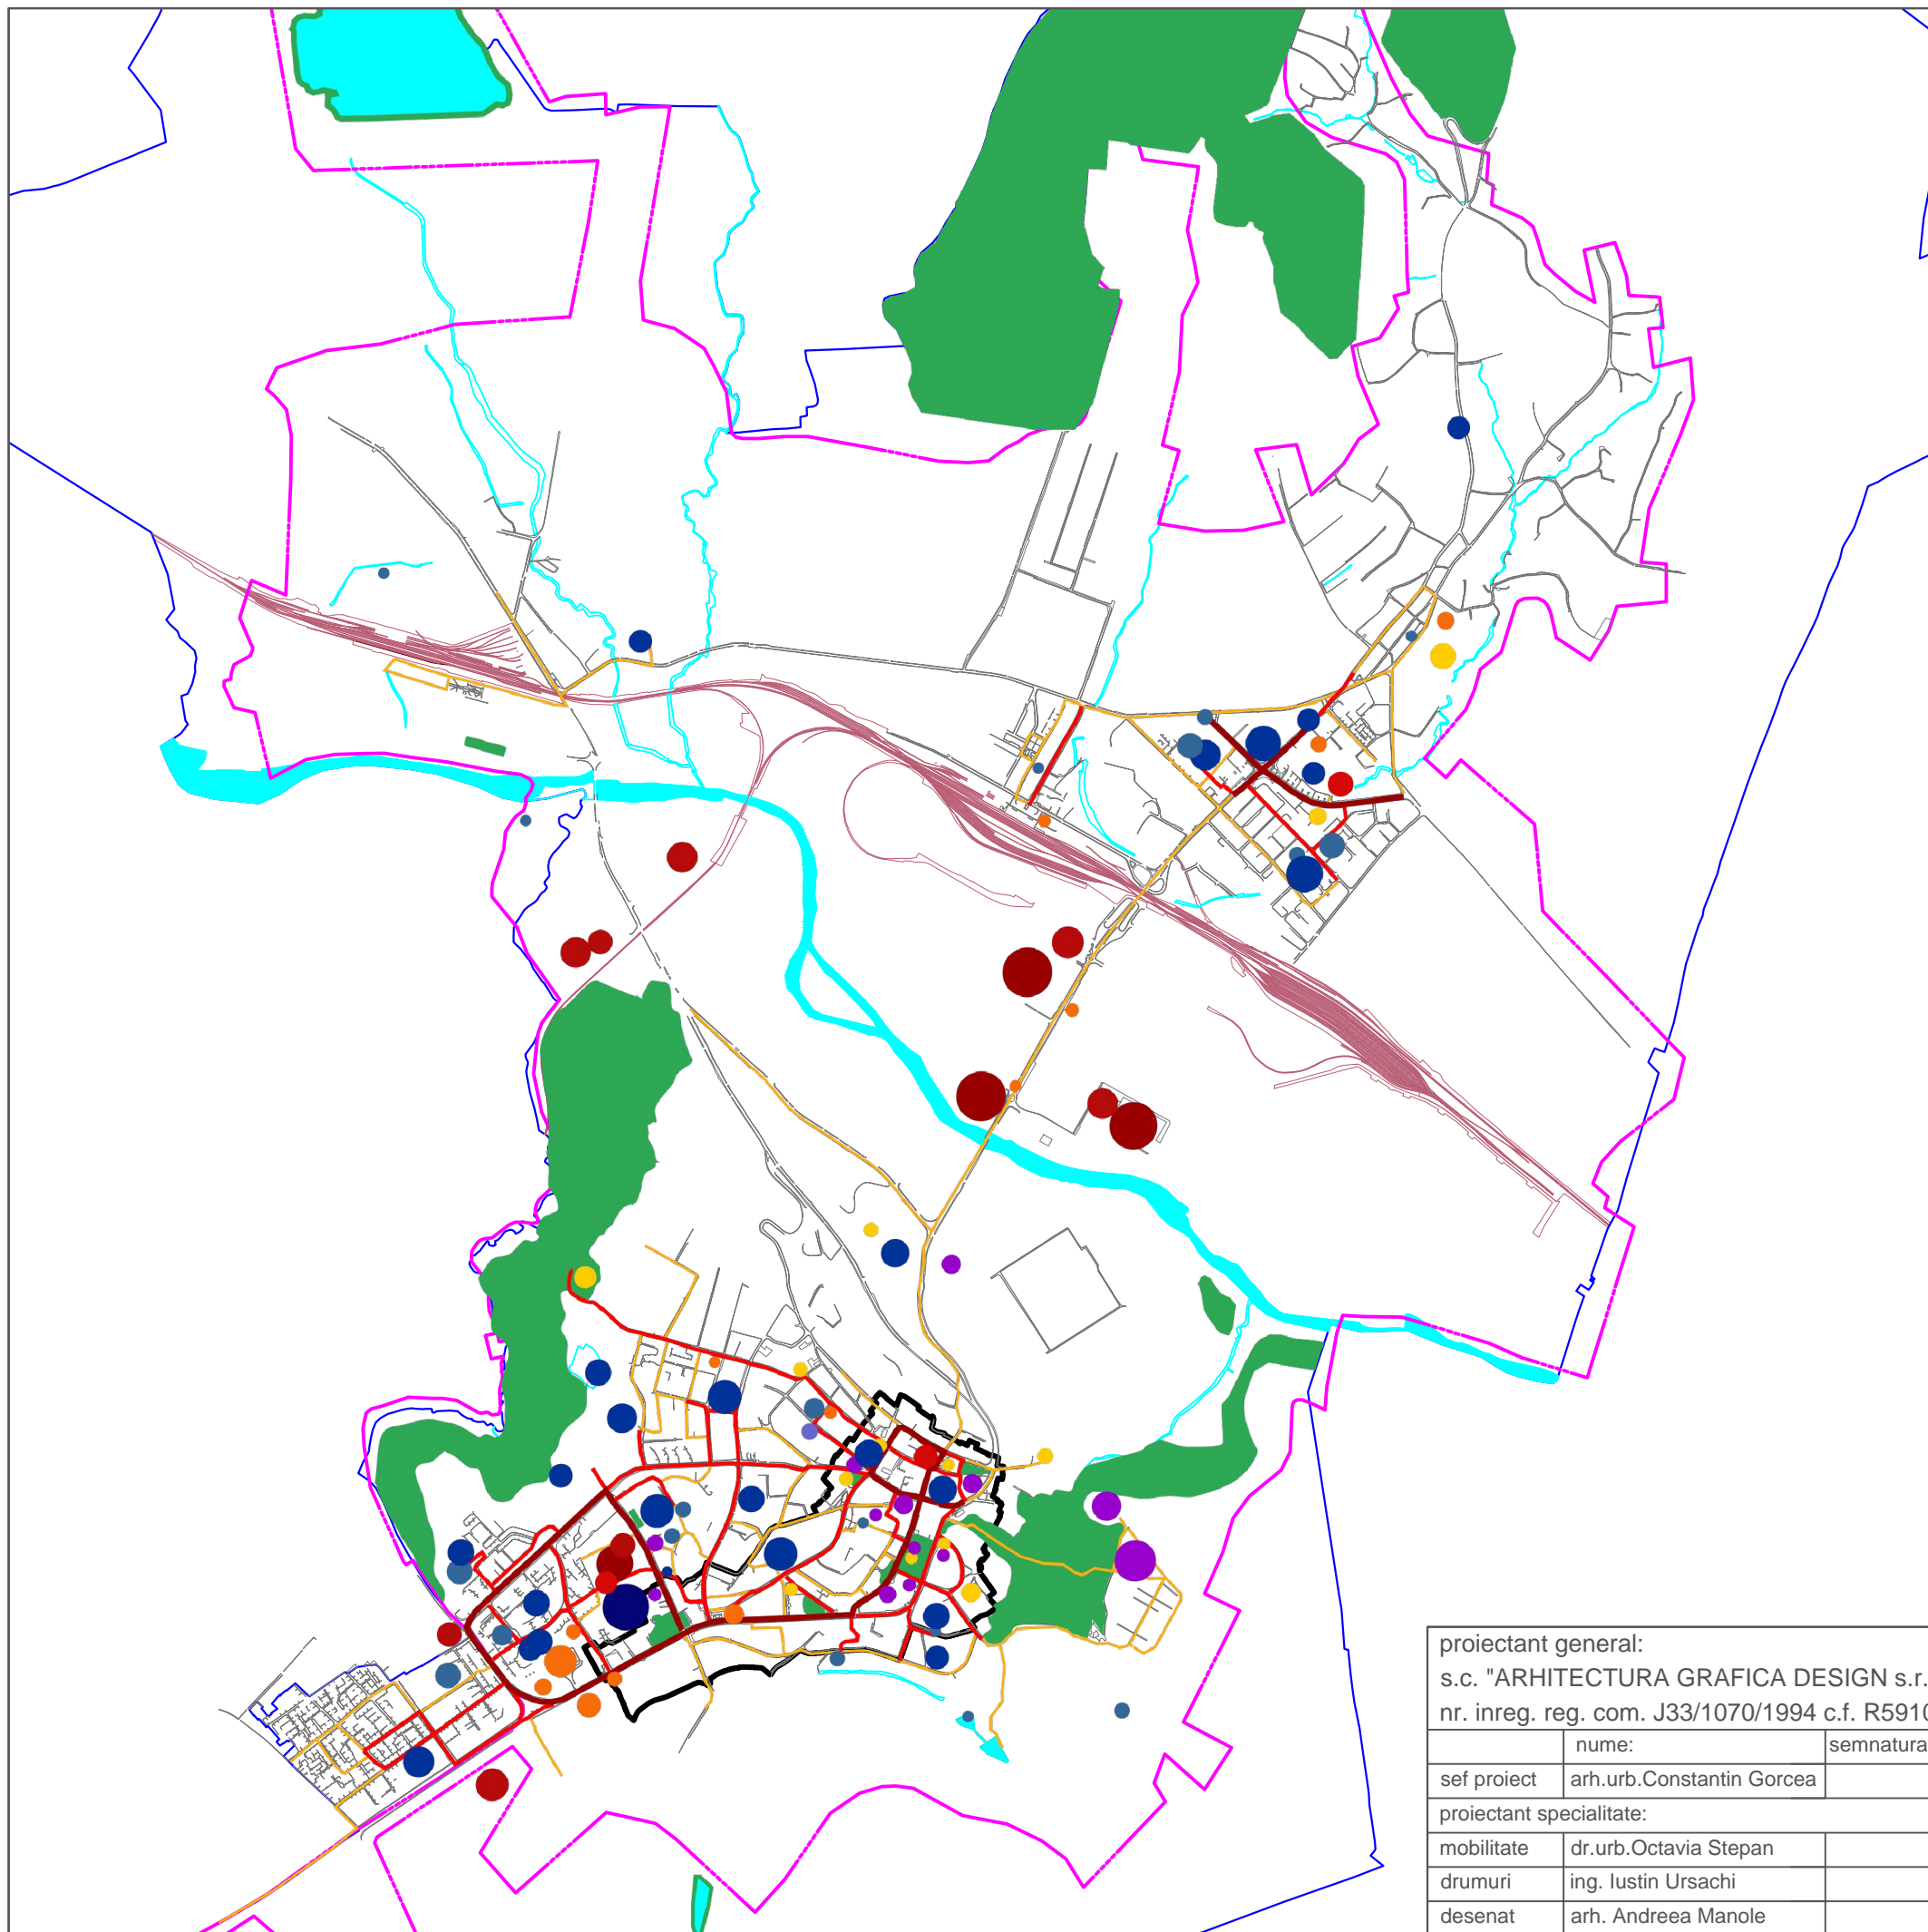 proiectant general:
s.c. "ARHITECTURA GRAFICA DESIGN s.r.
nr. inreg. reg. com. J33/1070/1994 c.f. R5910
nume: semnatura
sef proiect arh.urb.Constantin Gorcea
proiectant specialitate:
mobilitate dr.urb.Octavia Stepan
drumuri ing. Iustin Ursachi
desenat arh. Andreea Manole